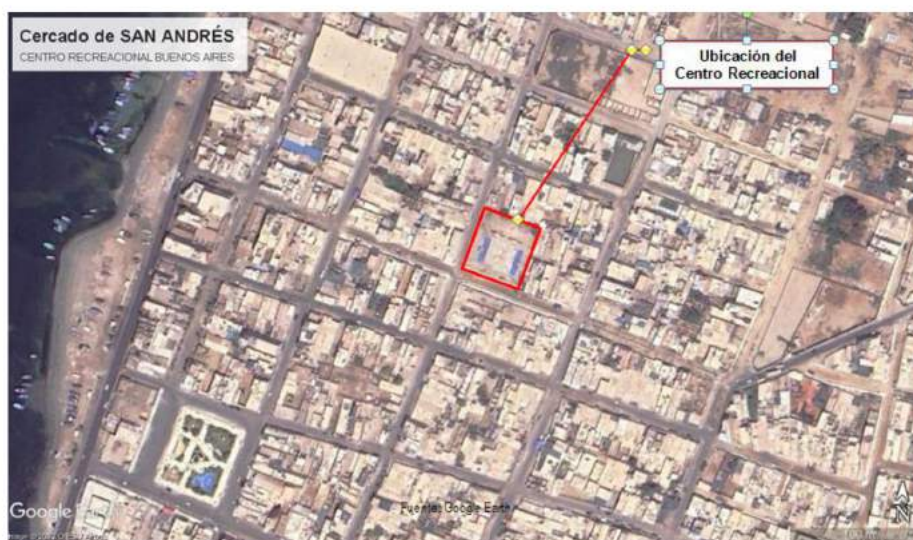 Cercado de SAN ANDRÉS
CENTRO RECREACIONAL BUENOS AIRES
Ubicación del
Centro Recreacional
Fuente: Google Earth
Google